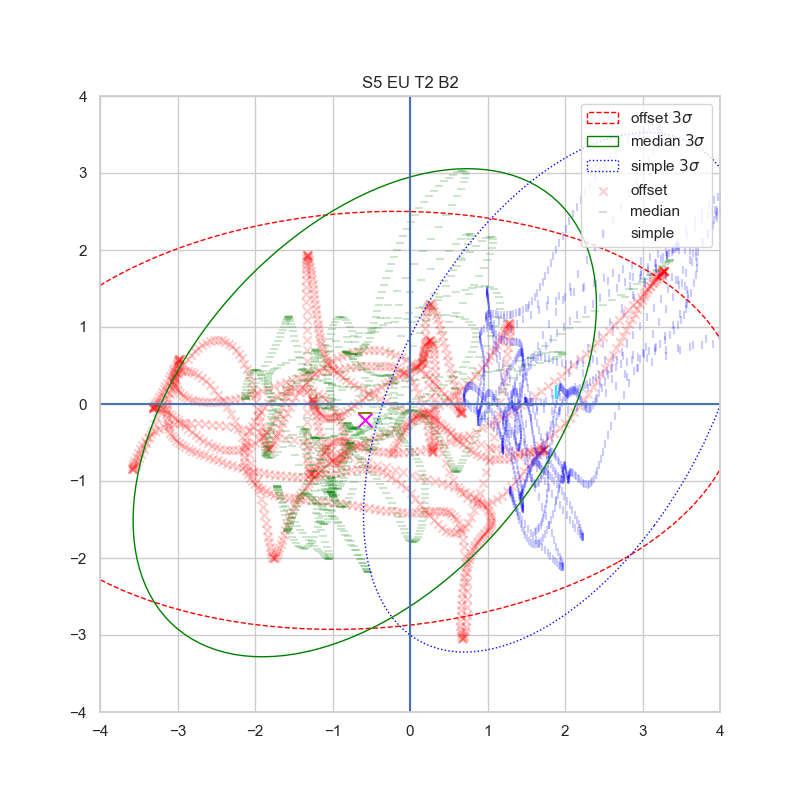 S5 EU T2 B2
offset 3σ
median 3σ
simple 3σ
offset
median
simple
4
3
2
1
0
−1
−2
−3
−4
−4 −3 −2 −1 0 1 2 3 4